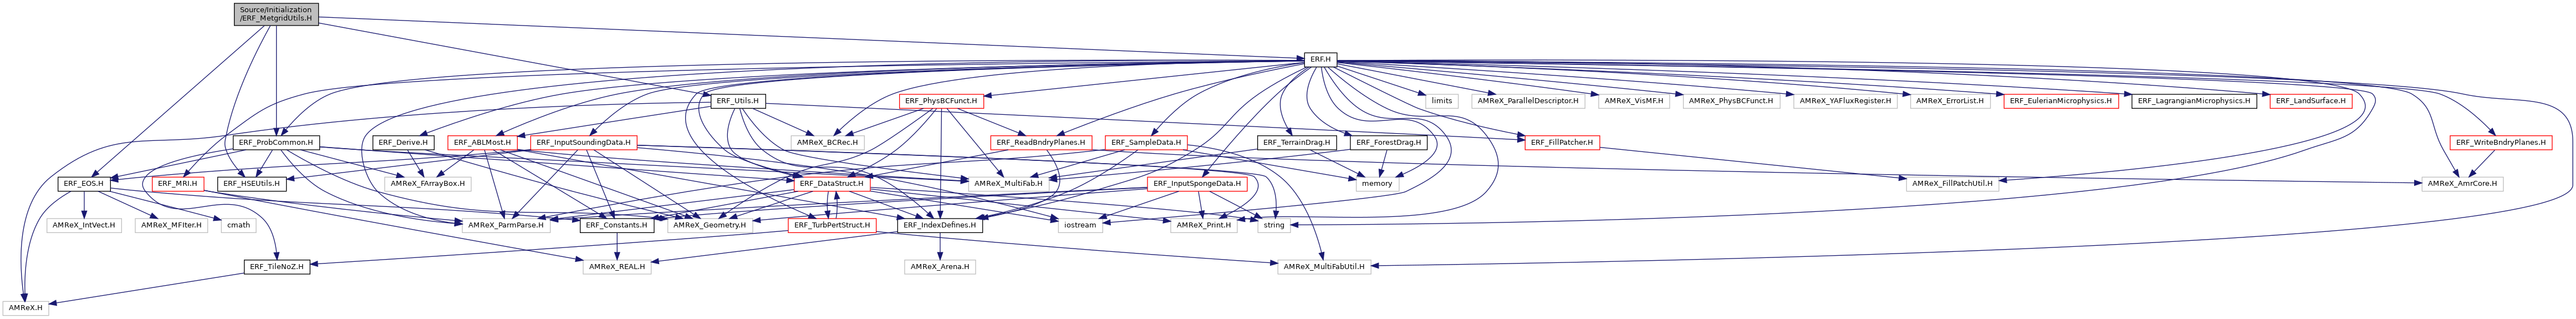 Source/Initialization
/ERF_MetgridUtils.H
ERF.H
ERF_Utils.H
ERF_PhysBCFunct.H
limits
AMReX_ParallelDescriptor.H
AMReX_VisMF.H
AMReX_PhysBCFunct.H
AMReX_YAFluxRegister.H
AMReX_ErrorList.H
ERF_EulerianMicrophysics.H
ERF_LagrangianMicrophysics.H
ERF_LandSurface.H
ERF_ProbCommon.H
ERF_Derive.H
ERF_ABLMost.H
ERF_InputSoundingData.H
AMReX_BCRec.H
ERF_ReadBndryPlanes.H
ERF_SampleData.H
ERF_TerrainDrag.H
ERF_ForestDrag.H
ERF_FillPatcher.H
ERF_WriteBndryPlanes.H
ERF_EOS.H
ERF_MRI.H
ERF_HSEUtils.H
AMReX_FArrayBox.H
ERF_DataStruct.H
AMReX_MultiFab.H
ERF_InputSpongeData.H
memory
AMReX_FillPatchUtil.H
AMReX_AmrCore.H
AMReX_IntVect.H
AMReX_MFIter.H
cmath
AMReX_ParmParse.H
ERF_Constants.H
AMReX_Geometry.H
ERF_TurbPertStruct.H
ERF_IndexDefines.H
iostream
AMReX_Print.H
string
ERF_TileNoZ.H
AMReX_REAL.H
AMReX_Arena.H
AMReX_MultiFabUtil.H
AMReX.H